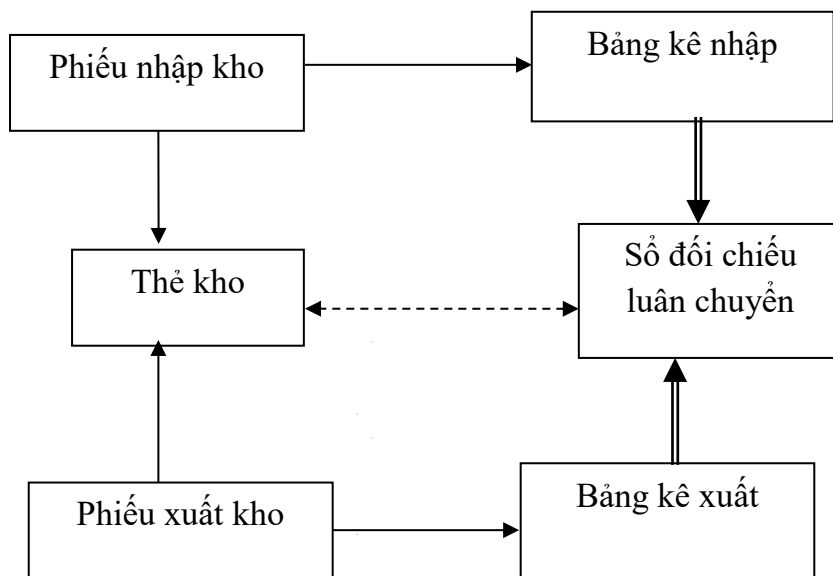 Phiếu nhập kho
Bảng kê nhập
Thẻ kho
Sổ đối chiếu
luân chuyển
Phiếu xuất kho
Bảng kê xuất